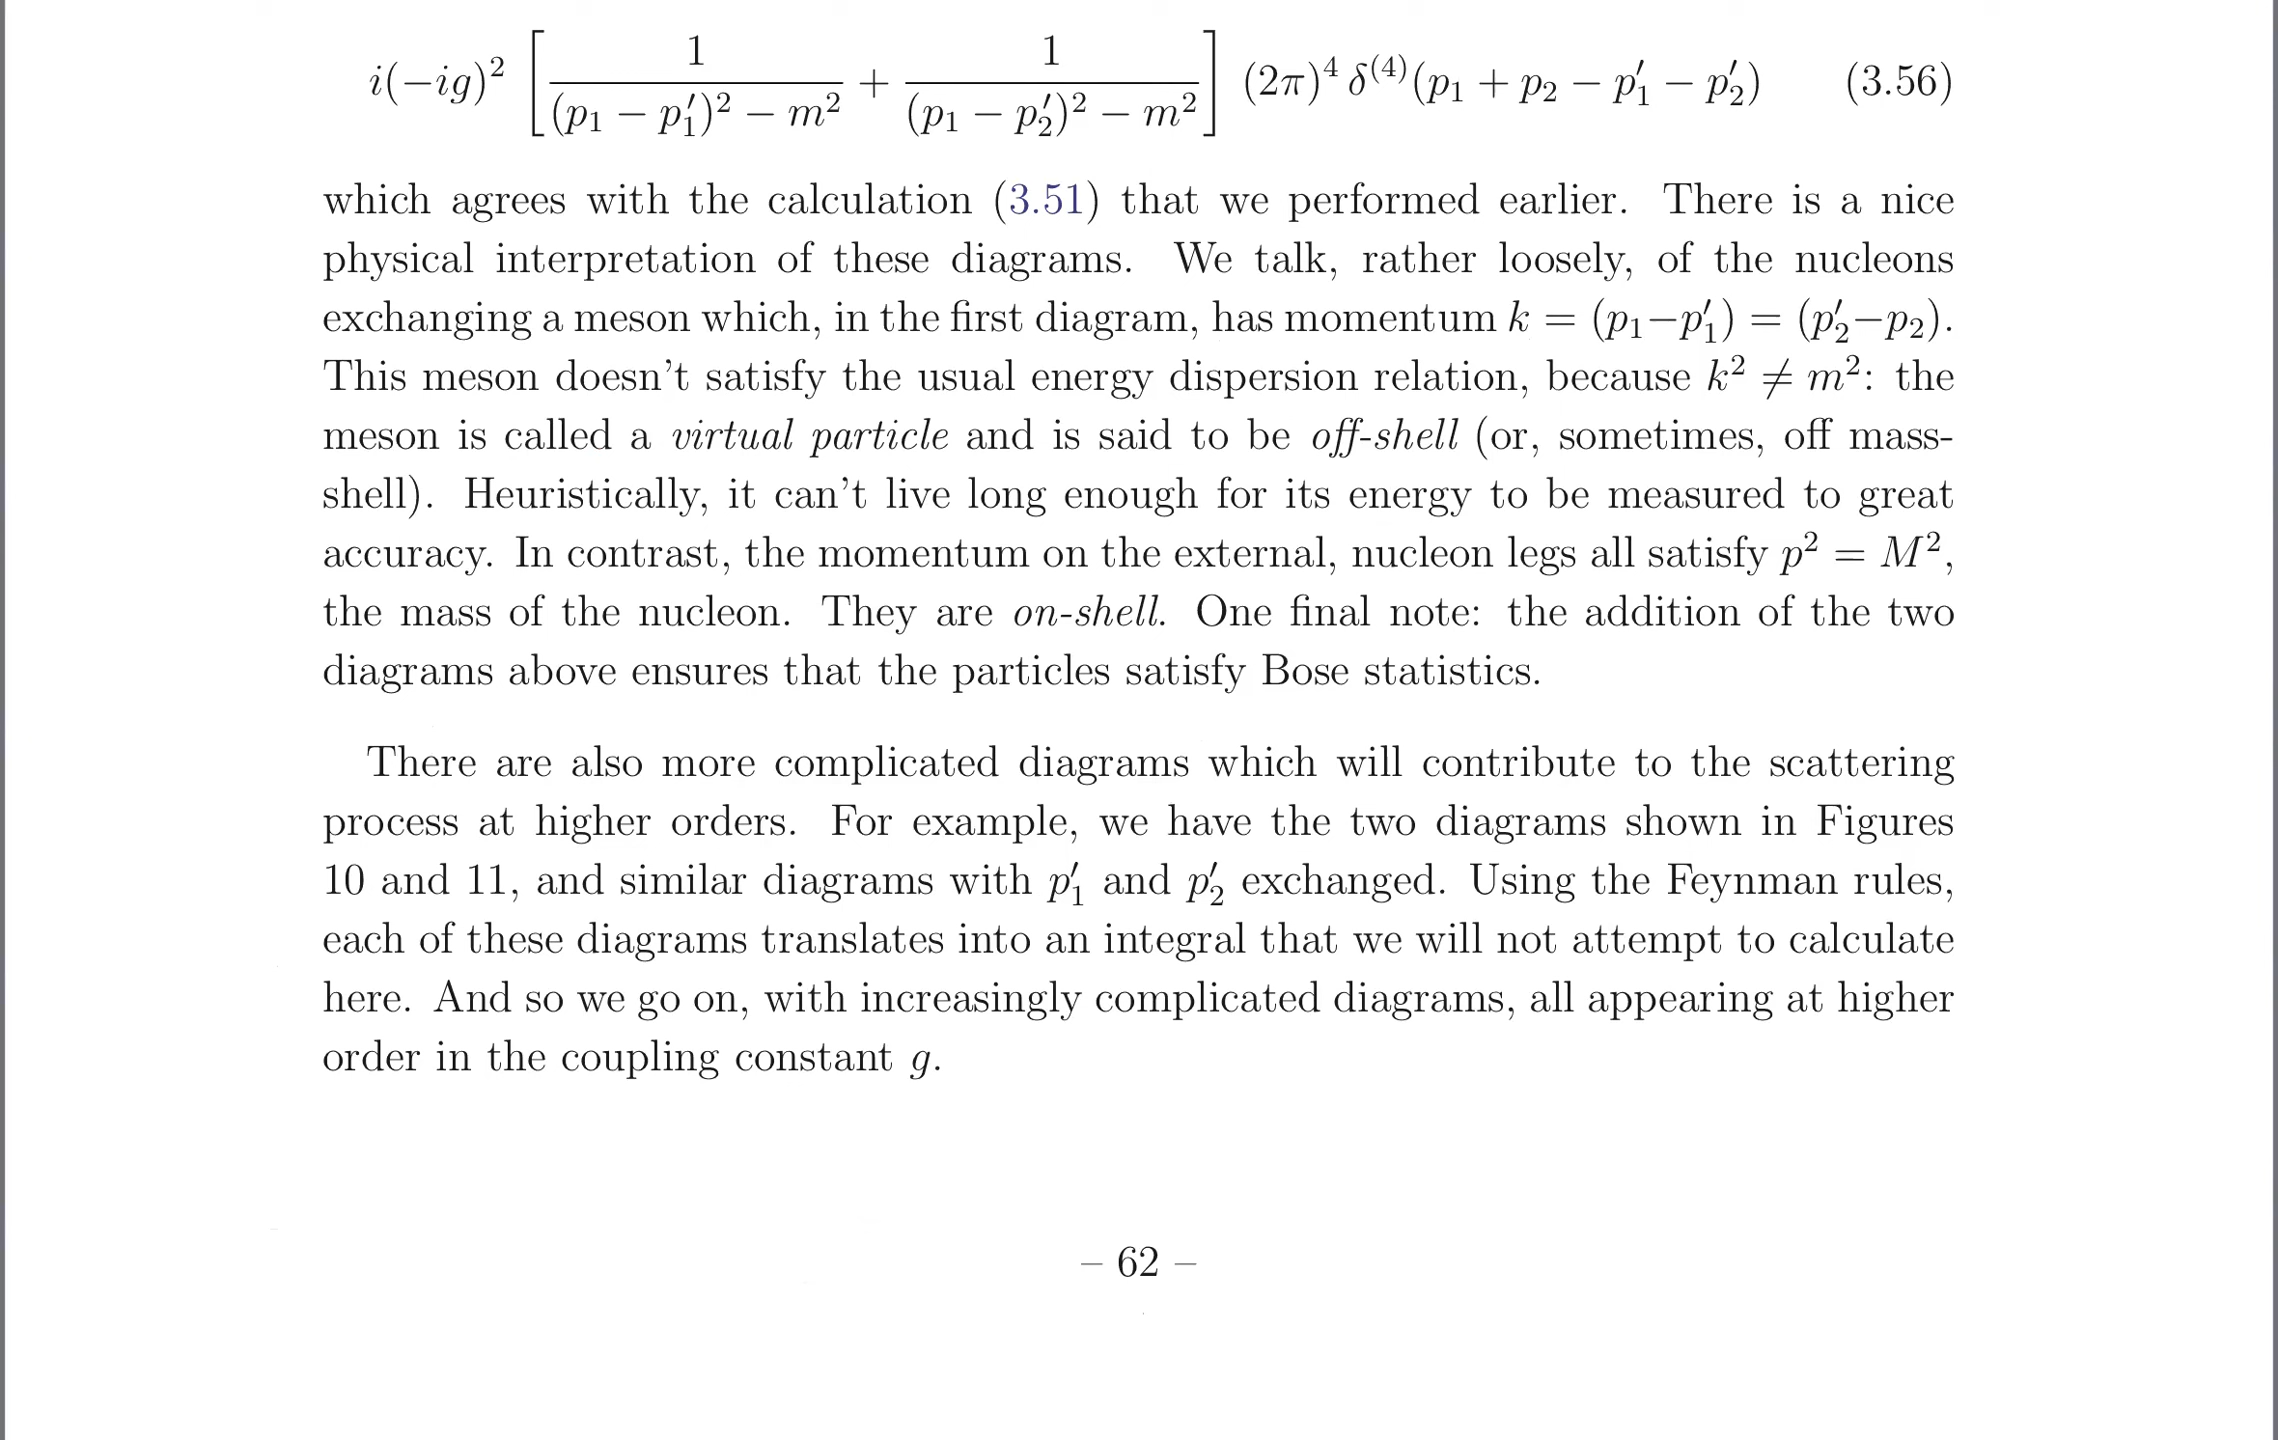 i(−ig)² [ 1/((p₁ − p′₁)² − m²) + 1/((p₁ − p′₂)² − m²) ] (2π)⁴ δ⁽⁴⁾(p₁ + p₂ − p′₁ − p′₂) (3.56)
which agrees with the calculation (3.51) that we performed earlier. There is a nice
physical interpretation of these diagrams. We talk, rather loosely, of the nucleons
exchanging a meson which, in the first diagram, has momentum k = (p₁−p′₁) = (p′₂−p₂).
This meson doesn't satisfy the usual energy dispersion relation, because k² ≠ m²: the
meson is called a virtual particle and is said to be off-shell (or, sometimes, off mass-
shell). Heuristically, it can't live long enough for its energy to be measured to great
accuracy. In contrast, the momentum on the external, nucleon legs all satisfy p² = M²,
the mass of the nucleon. They are on-shell. One final note: the addition of the two
diagrams above ensures that the particles satisfy Bose statistics.
There are also more complicated diagrams which will contribute to the scattering
process at higher orders. For example, we have the two diagrams shown in Figures
10 and 11, and similar diagrams with p′₁ and p′₂ exchanged. Using the Feynman rules,
each of these diagrams translates into an integral that we will not attempt to calculate
here. And so we go on, with increasingly complicated diagrams, all appearing at higher
order in the coupling constant g.
– 62 –